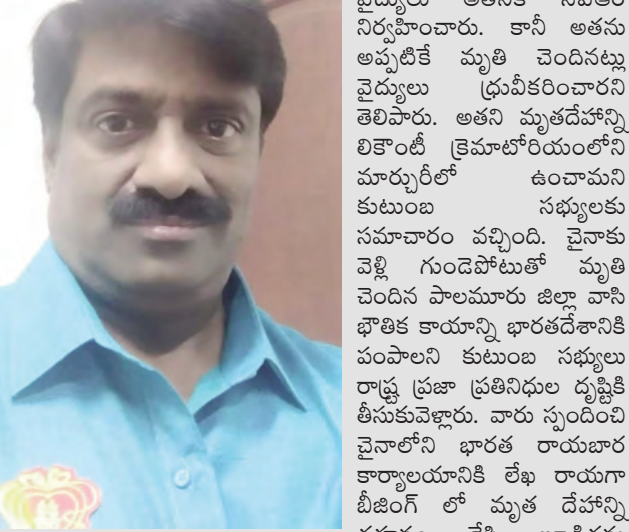 వైద్యులు అతనికి సీపీఆర్
నిర్వహించారు. కానీ అతను
అప్పటికే మృతి చెందినట్లు
వైద్యులు ధ్రువీకరించారని
తెలిపారు. అతని మృతదేహాన్ని
లికౌంటీ క్రెమాటోరియంలోని
మార్చురీలో ఉంచామని
కుటుంబ సభ్యులకు
సమాచారం వచ్చింది. చైనాకు
వెళ్లి గుండెపోటుతో మృతి
చెందిన పాలమూరు జిల్లా వాసి
భౌతిక కాయాన్ని భారతదేశానికి
పంపాలని కుటుంబ సభ్యులు
రాష్ట్ర ప్రజా ప్రతినిధుల దృష్టికి
తీసుకువెళ్లారు. వారు స్పందించి
చైనాలోని భారత రాయబార
కార్యాలయానికి లేఖ రాయగా
బీజింగ్ లో మృత దేహాన్ని